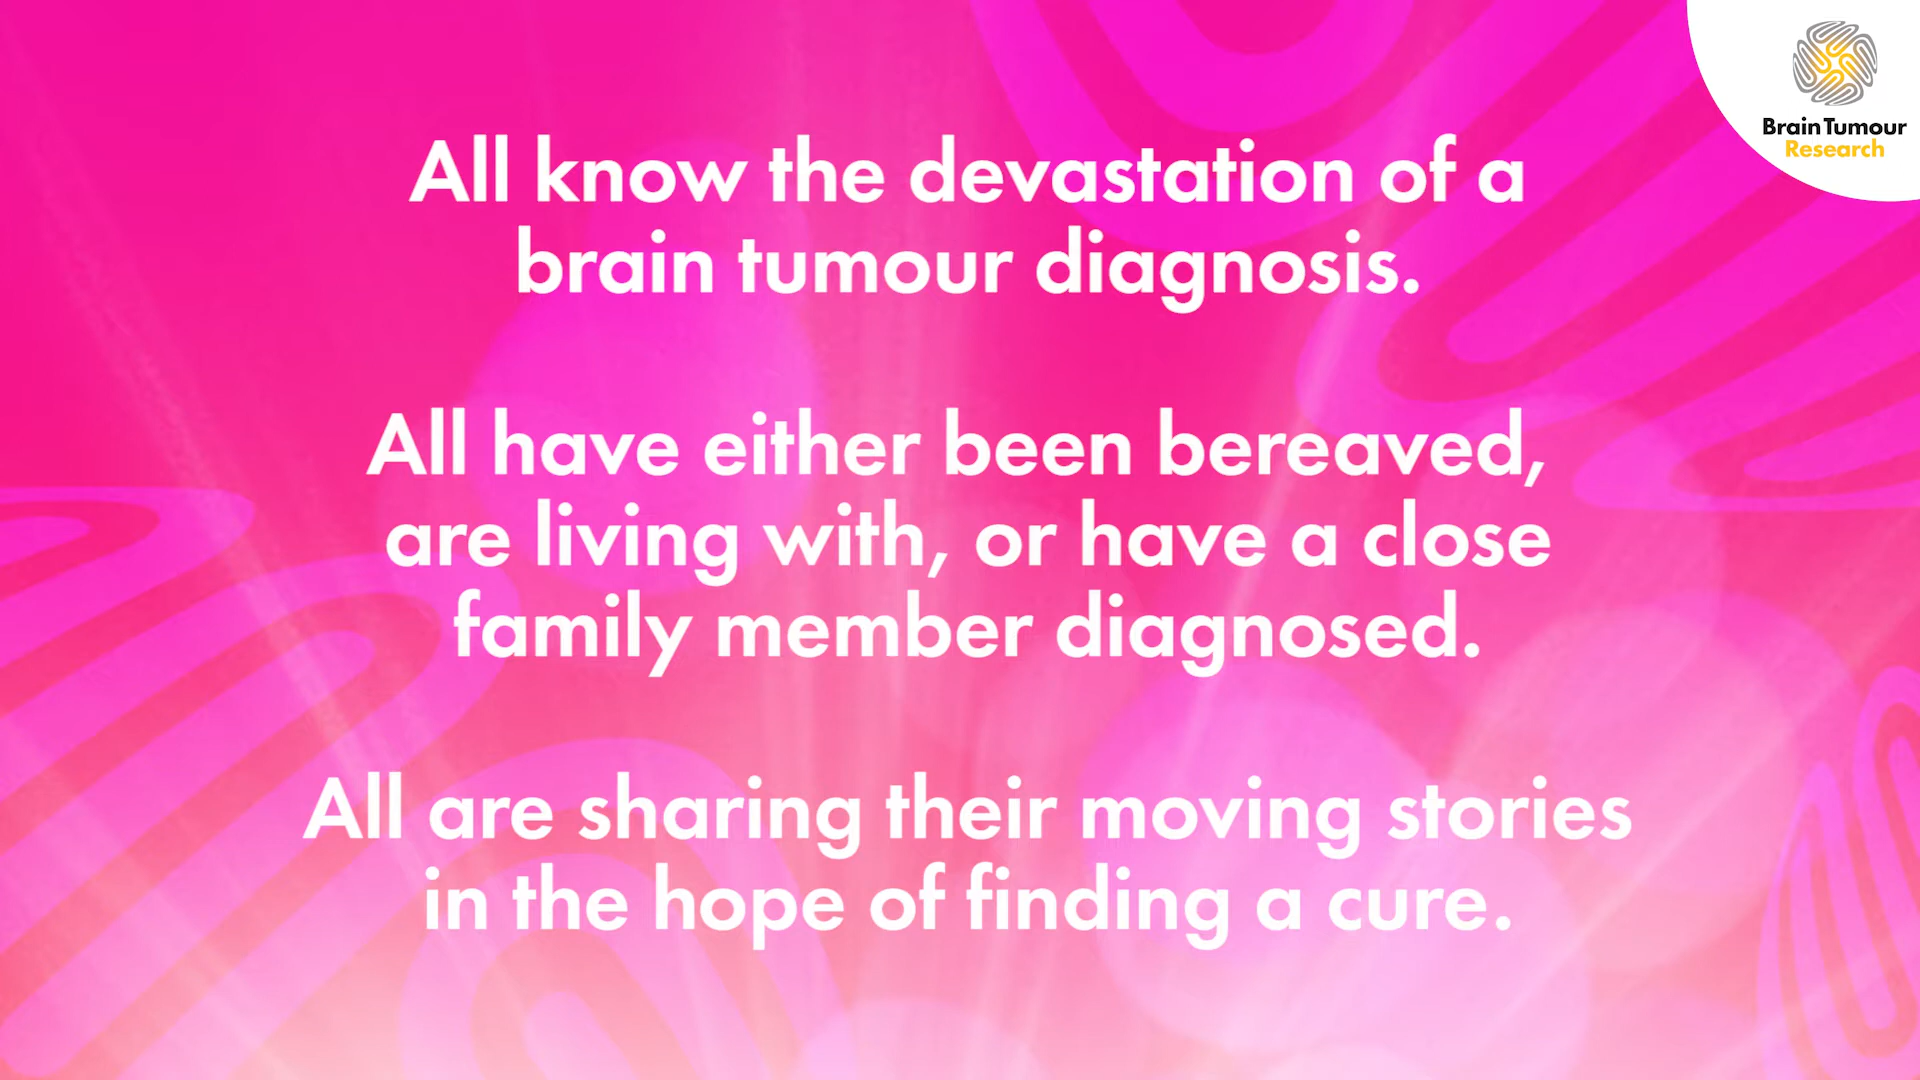 Brain Tumour
Research
All know the devastation of a
brain tumour diagnosis.
All have either been bereaved,
are living with, or have a close
family member diagnosed.
All are sharing their moving stories
in the hope of finding a cure.